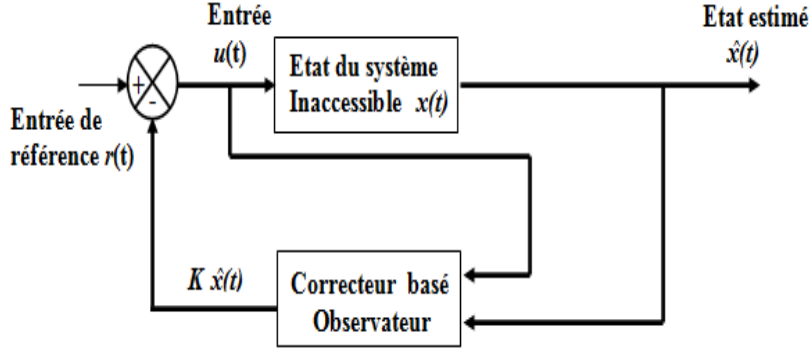 Entrée
u(t)
Etat estimé
x̂(t)
Etat du système
Inaccessible x(t)
+
-
Entrée de
référence r(t)
K x̂(t)
Correcteur basé
Observateur